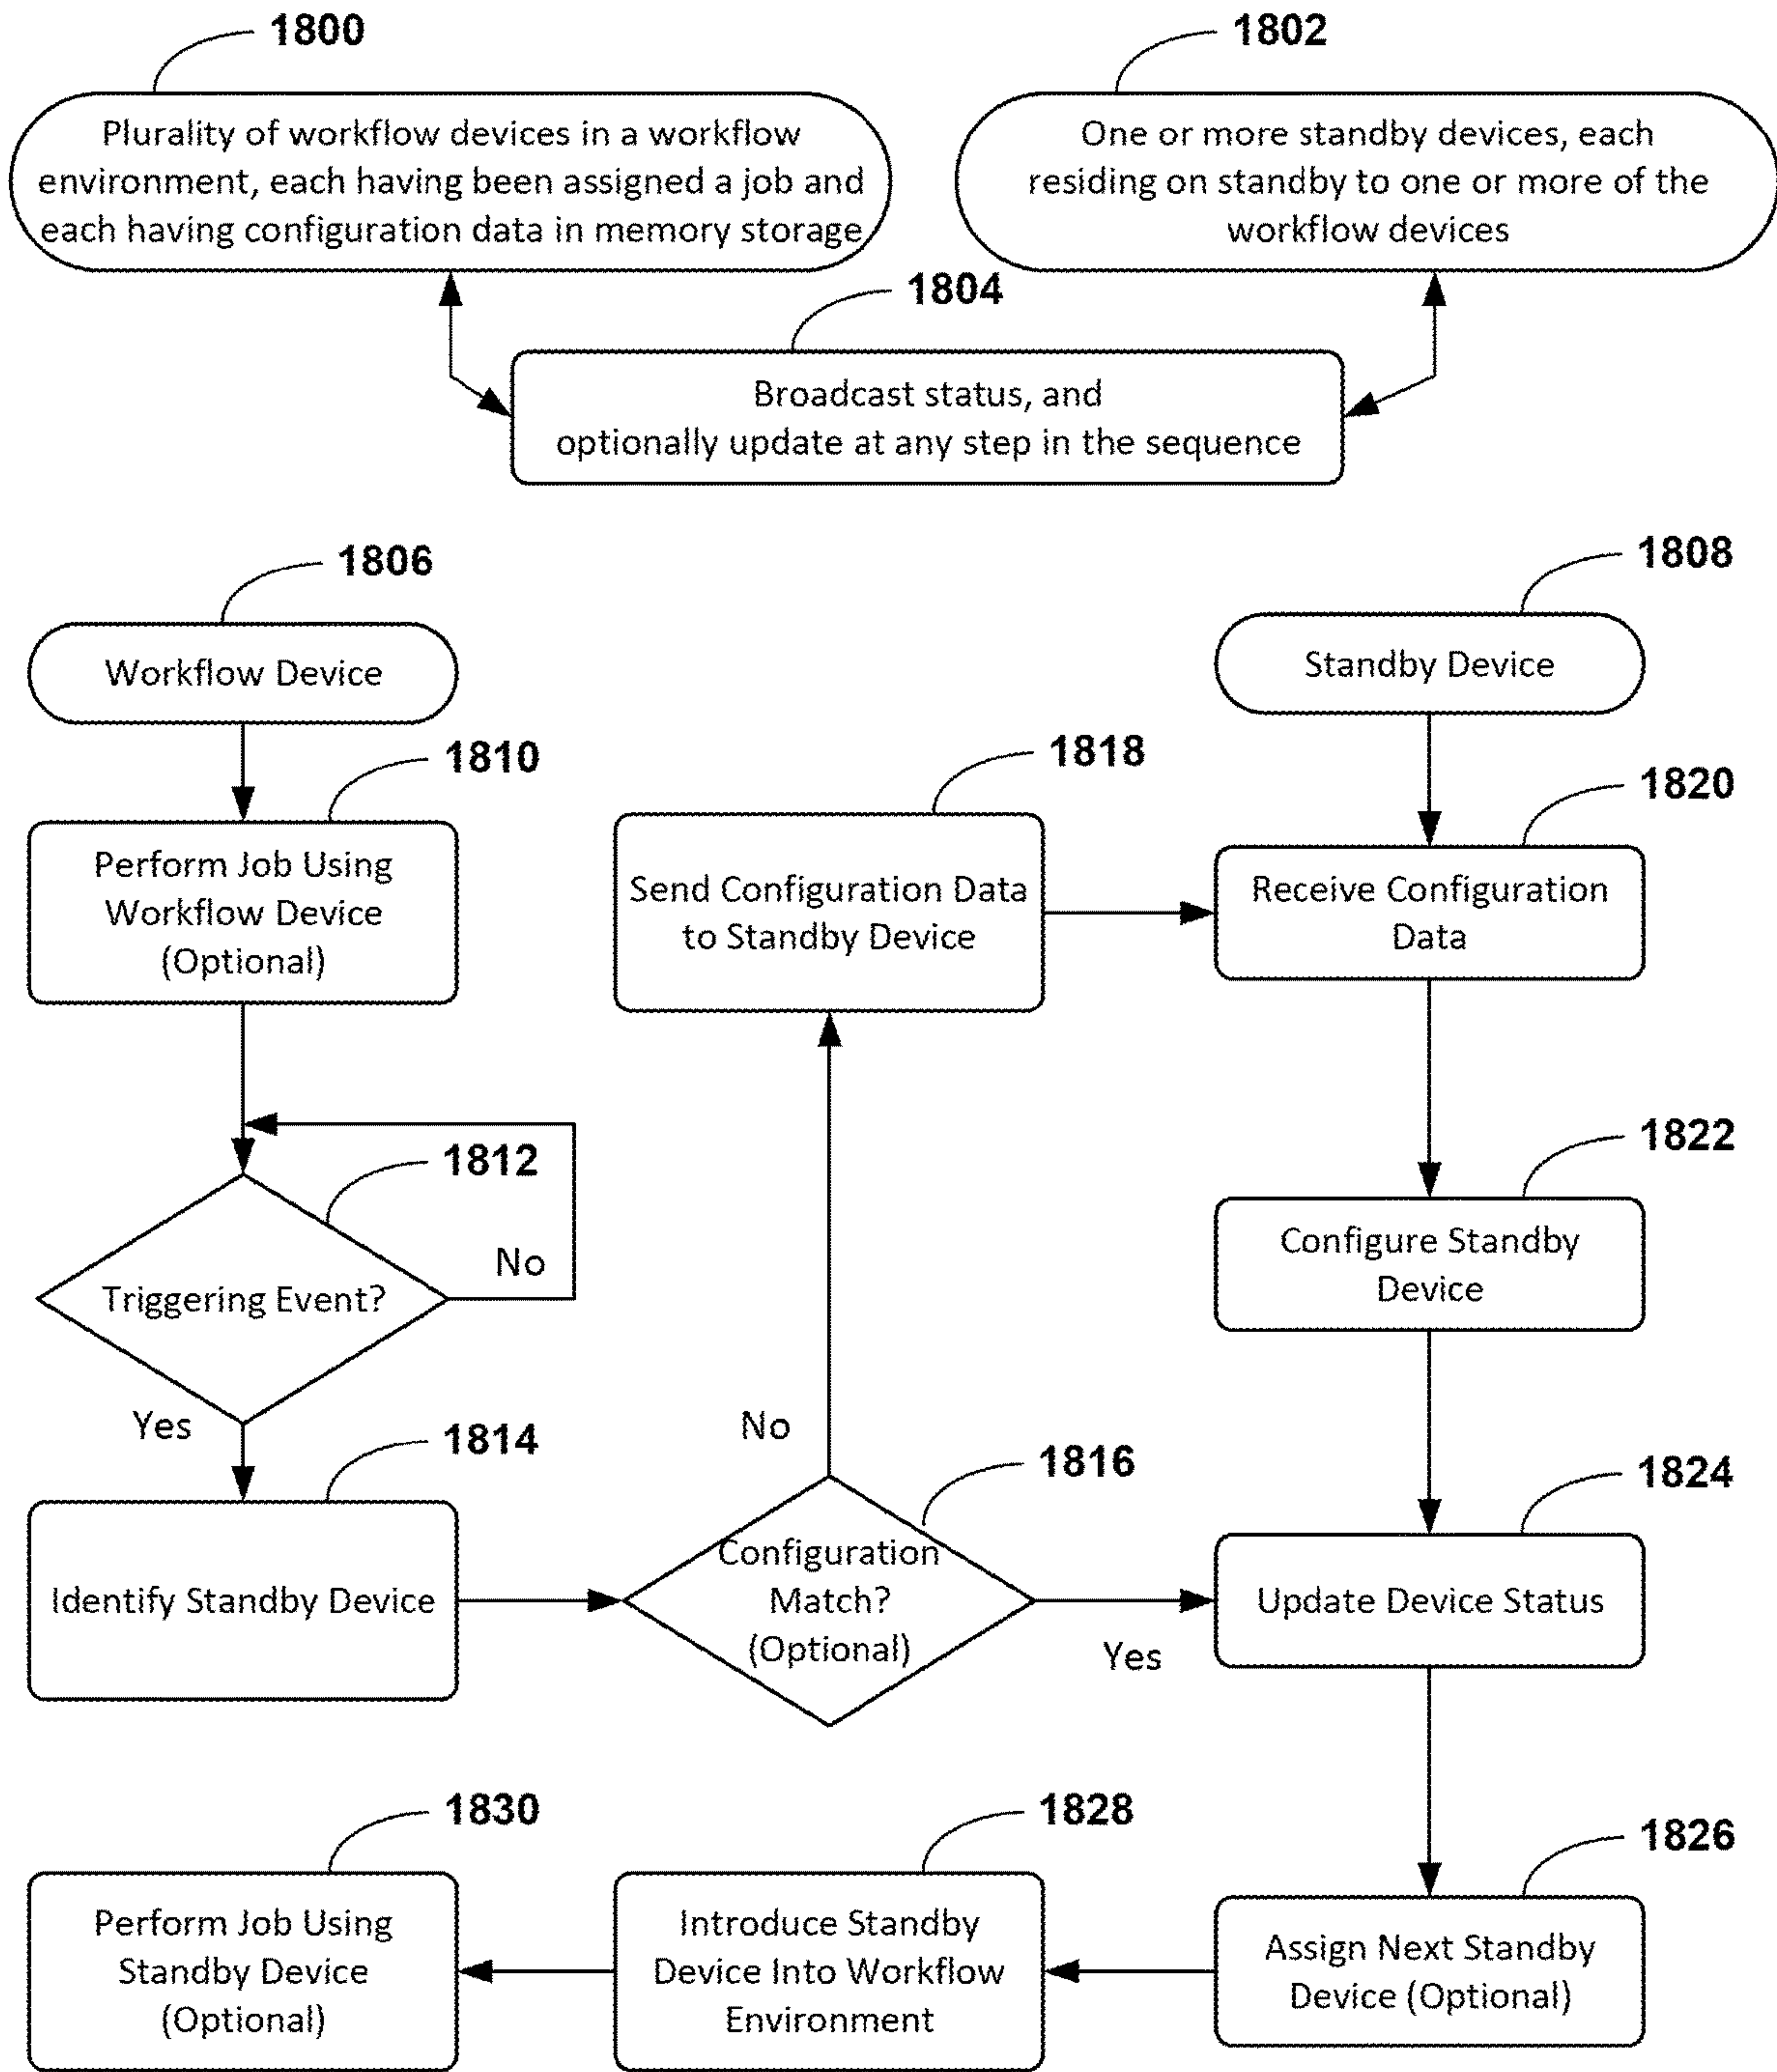 1800
Plurality of workflow devices in a workflow
environment, each having been assigned a job and
each having configuration data in memory storage
1802
One or more standby devices, each
residing on standby to one or more of the
workflow devices
1804
Broadcast status, and
optionally update at any step in the sequence
1806
Workflow Device
1808
Standby Device
1810
Perform Job Using
Workflow Device
(Optional)
1818
Send Configuration Data
to Standby Device
1820
Receive Configuration
Data
1812
Triggering Event?
No
Yes
1822
Configure Standby
Device
1814
Identify Standby Device
1816
Configuration
Match?
(Optional)
No
Yes
1824
Update Device Status
1830
Perform Job Using
Standby Device
(Optional)
1828
Introduce Standby
Device Into Workflow
Environment
1826
Assign Next Standby
Device (Optional)